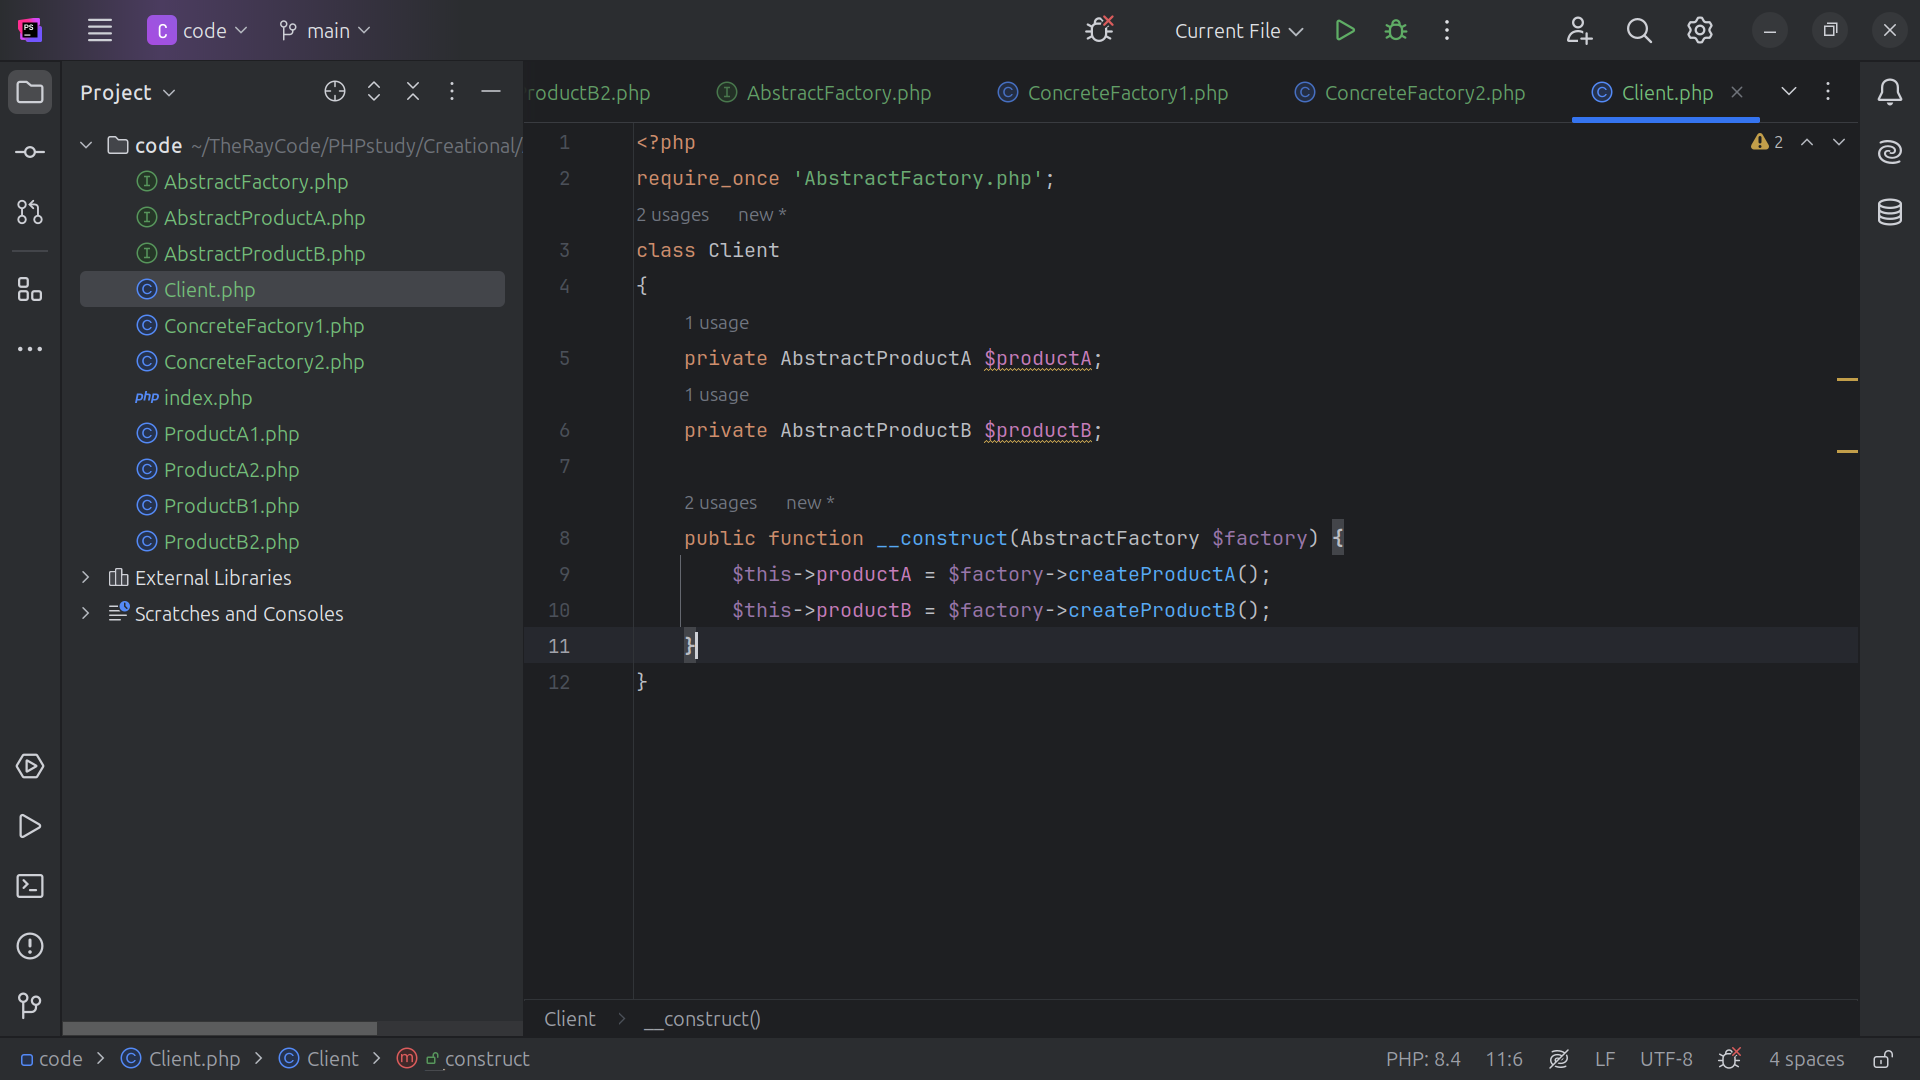 PS
C code main Current File
Project
code ~/TheRayCode/PHPstudy/Creational/
AbstractFactory.php
AbstractProductA.php
AbstractProductB.php
Client.php
ConcreteFactory1.php
ConcreteFactory2.php
php index.php
ProductA1.php
ProductA2.php
ProductB1.php
ProductB2.php
External Libraries
Scratches and Consoles
roductB2.php AbstractFactory.php ConcreteFactory1.php ConcreteFactory2.php Client.php
2
1 <?php
2 require_once 'AbstractFactory.php';
2 usages new *
3 class Client
4 {
1 usage
5 private AbstractProductA $productA;
1 usage
6 private AbstractProductB $productB;
7
2 usages new *
8 public function __construct(AbstractFactory $factory) {
9 $this->productA = $factory->createProductA();
10 $this->productB = $factory->createProductB();
11 }
12 }
Client > __construct()
code > Client.php > Client > __construct
PHP: 8.4 11:6 LF UTF-8 4 spaces